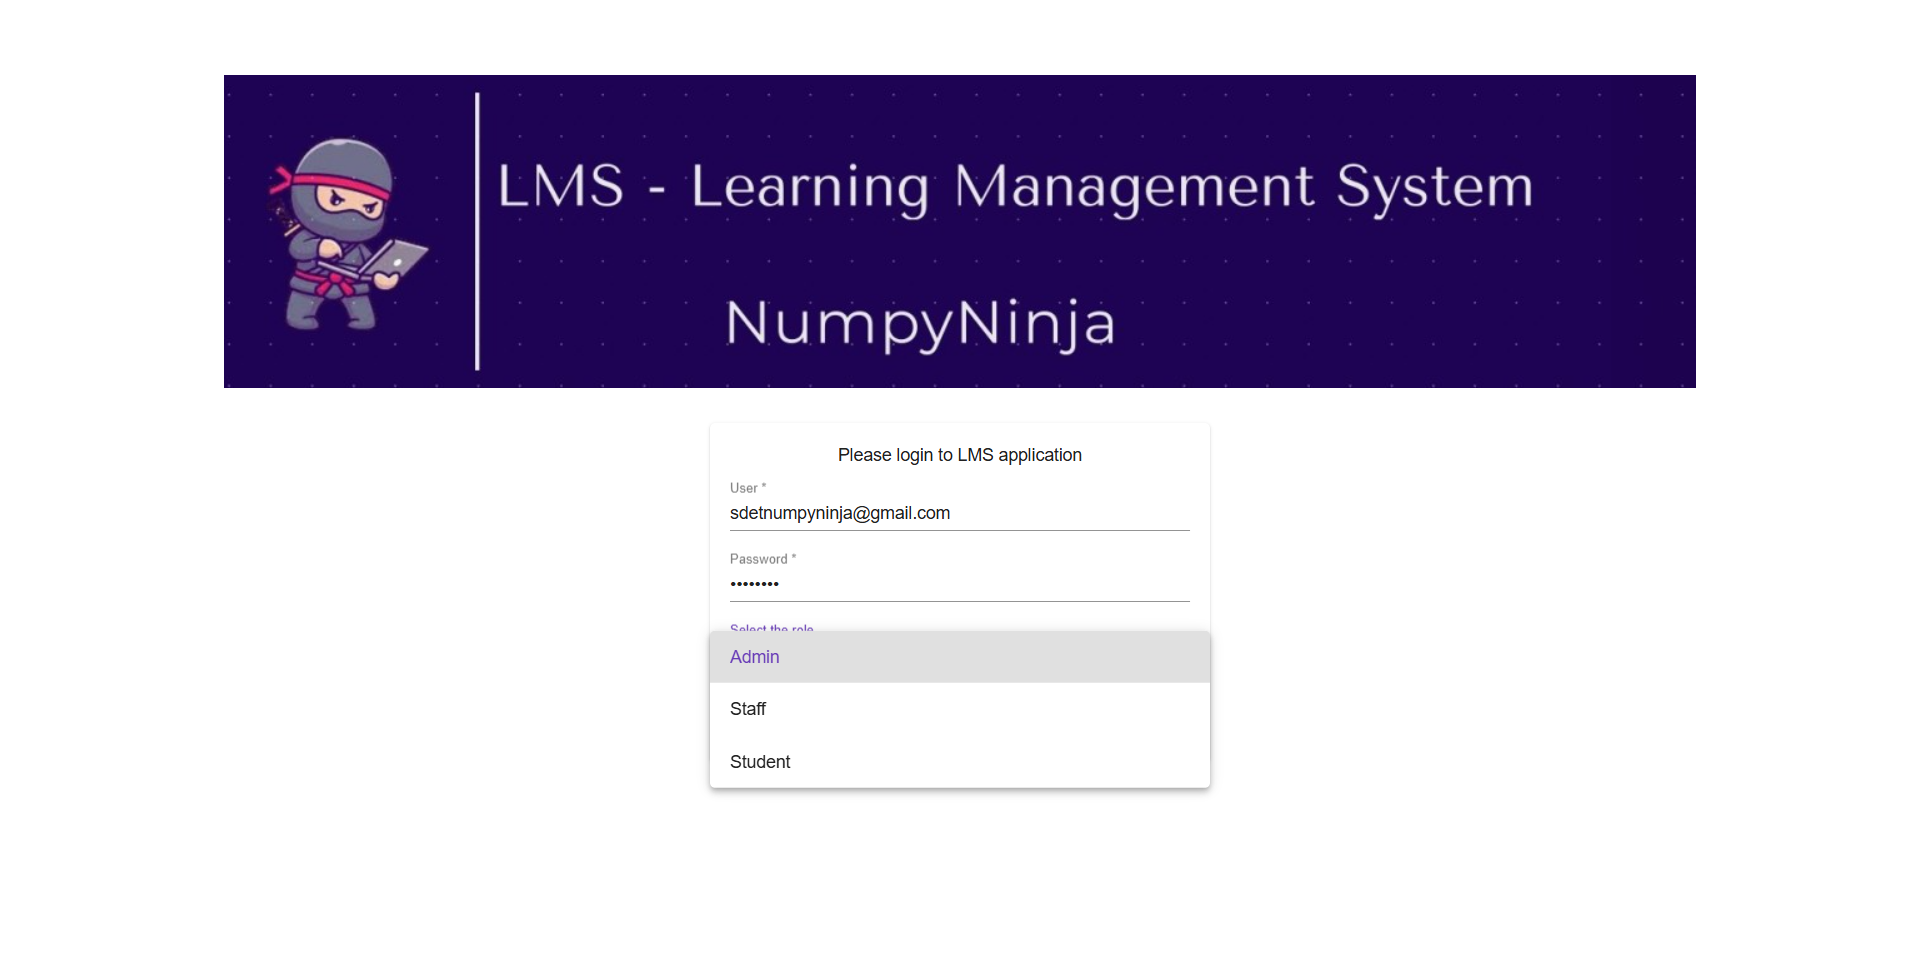 LMS - Learning Management System
NumpyNinja
Please login to LMS application
User *
sdetnumpyninja@gmail.com
Password *
••••••••
Select the role
Admin
Staff
Student